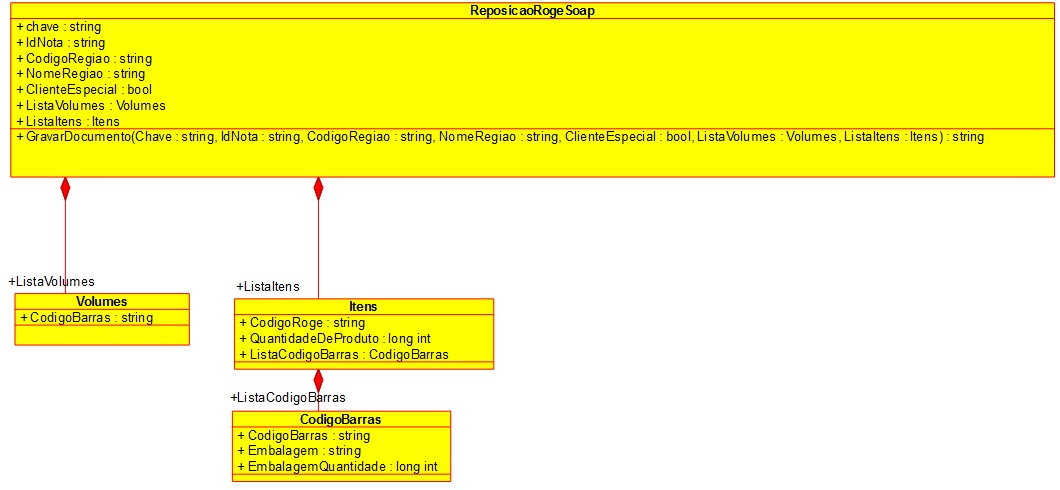 ReposicaoRogeSoap
+ chave : string
+ IdNota : string
+ CodigoRegiao : string
+ NomeRegiao : string
+ ClienteEspecial : bool
+ ListaVolumes : Volumes
+ ListaItens : Itens
+ GravarDocumento(Chave : string, IdNota : string, CodigoRegiao : string, NomeRegiao : string, ClienteEspecial : bool, ListaVolumes : Volumes, ListaItens : Itens) : string
+ListaVolumes
Volumes
+ CodigoBarras : string
+ListaItens
Itens
+ CodigoRoge : string
+ QuantidadeDeProduto : long int
+ ListaCodigoBarras : CodigoBarras
+ListaCodigoBarras
CodigoBarras
+ CodigoBarras : string
+ Embalagem : string
+ EmbalagemQuantidade : long int